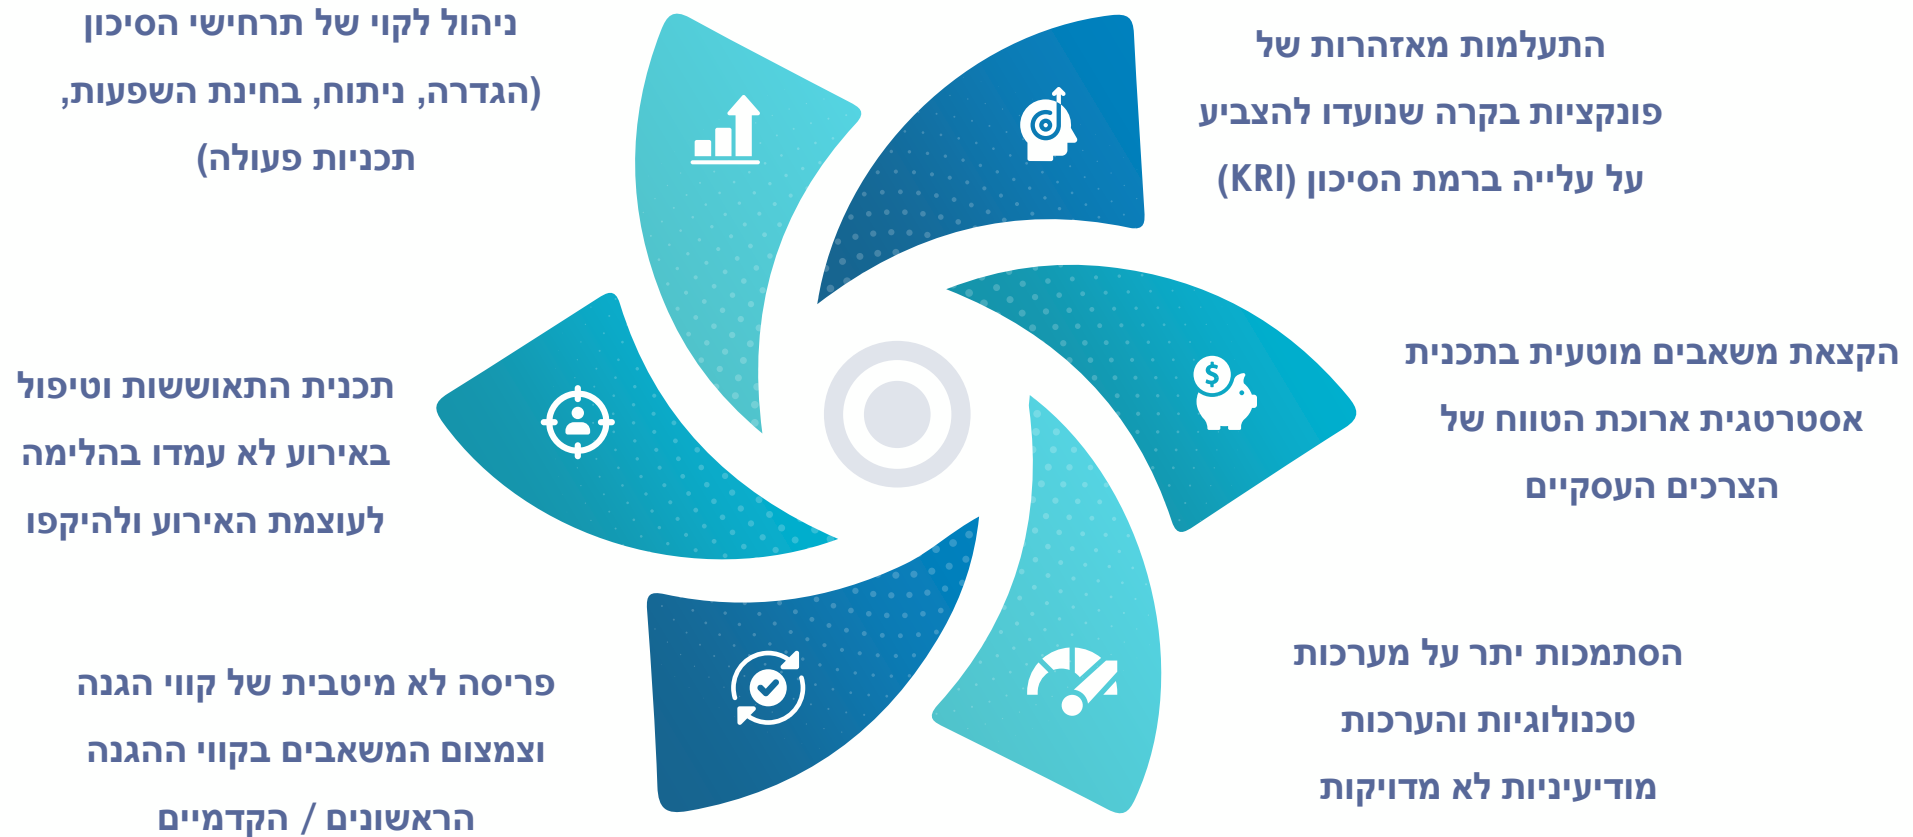 התעלמות מאזהרות של
פונקציות בקרה שנועדו להצביע
על עלייה ברמת הסיכון (KRI)
הקצאת משאבים מוטעית בתכנית
אסטרטגית ארוכת הטווח של
הצרכים העסקיים
הסתמכות יתר על מערכות
טכנולוגיות והערכות
מודיעיניות לא מדויקות
פריסה לא מיטבית של קווי הגנה
וצמצום המשאבים בקווי ההגנה
הראשונים / הקדמיים
תכנית התאוששות וטיפול
באירוע לא עמדו בהלימה
לעוצמת האירוע ולהיקפו
ניהול לקוי של תרחישי הסיכון
(הגדרה, ניתוח, בחינת השפעות,
תכניות פעולה)
$